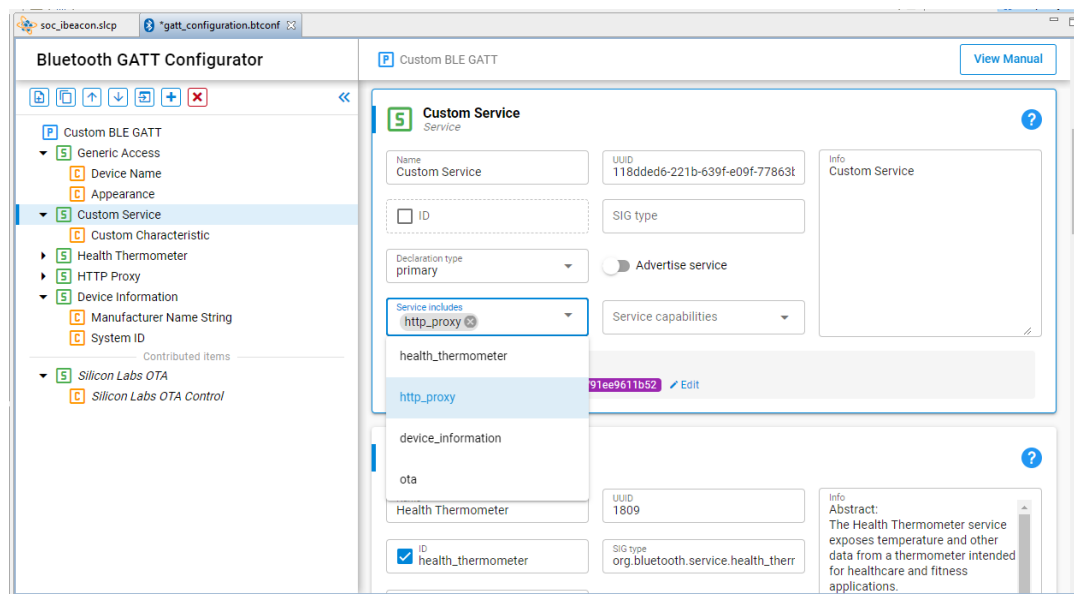 soc_ibeacon.slcp
*gatt_configuration.btconf
Bluetooth GATT Configurator
P Custom BLE GATT
View Manual
P Custom BLE GATT
S Generic Access
C Device Name
C Appearance
S Custom Service
C Custom Characteristic
S Health Thermometer
S HTTP Proxy
S Device Information
C Manufacturer Name String
C System ID
Contributed items
S Silicon Labs OTA
C Silicon Labs OTA Control
S Custom Service
Service
?
Name
Custom Service
UUID
118dded6-221b-639f-e09f-77863b
Info
Custom Service
ID
SIG type
Declaration type
primary
Advertise service
Service includes
http_proxy
Service capabilities
health_thermometer
http_proxy
device_information
ota
91ee9611b52
Edit
?
Health Thermometer
UUID
1809
Info
Abstract:
The Health Thermometer service
exposes temperature and other
data from a thermometer intended
for healthcare and fitness
applications.
ID
health_thermometer
SIG type
org.bluetooth.service.health_therr